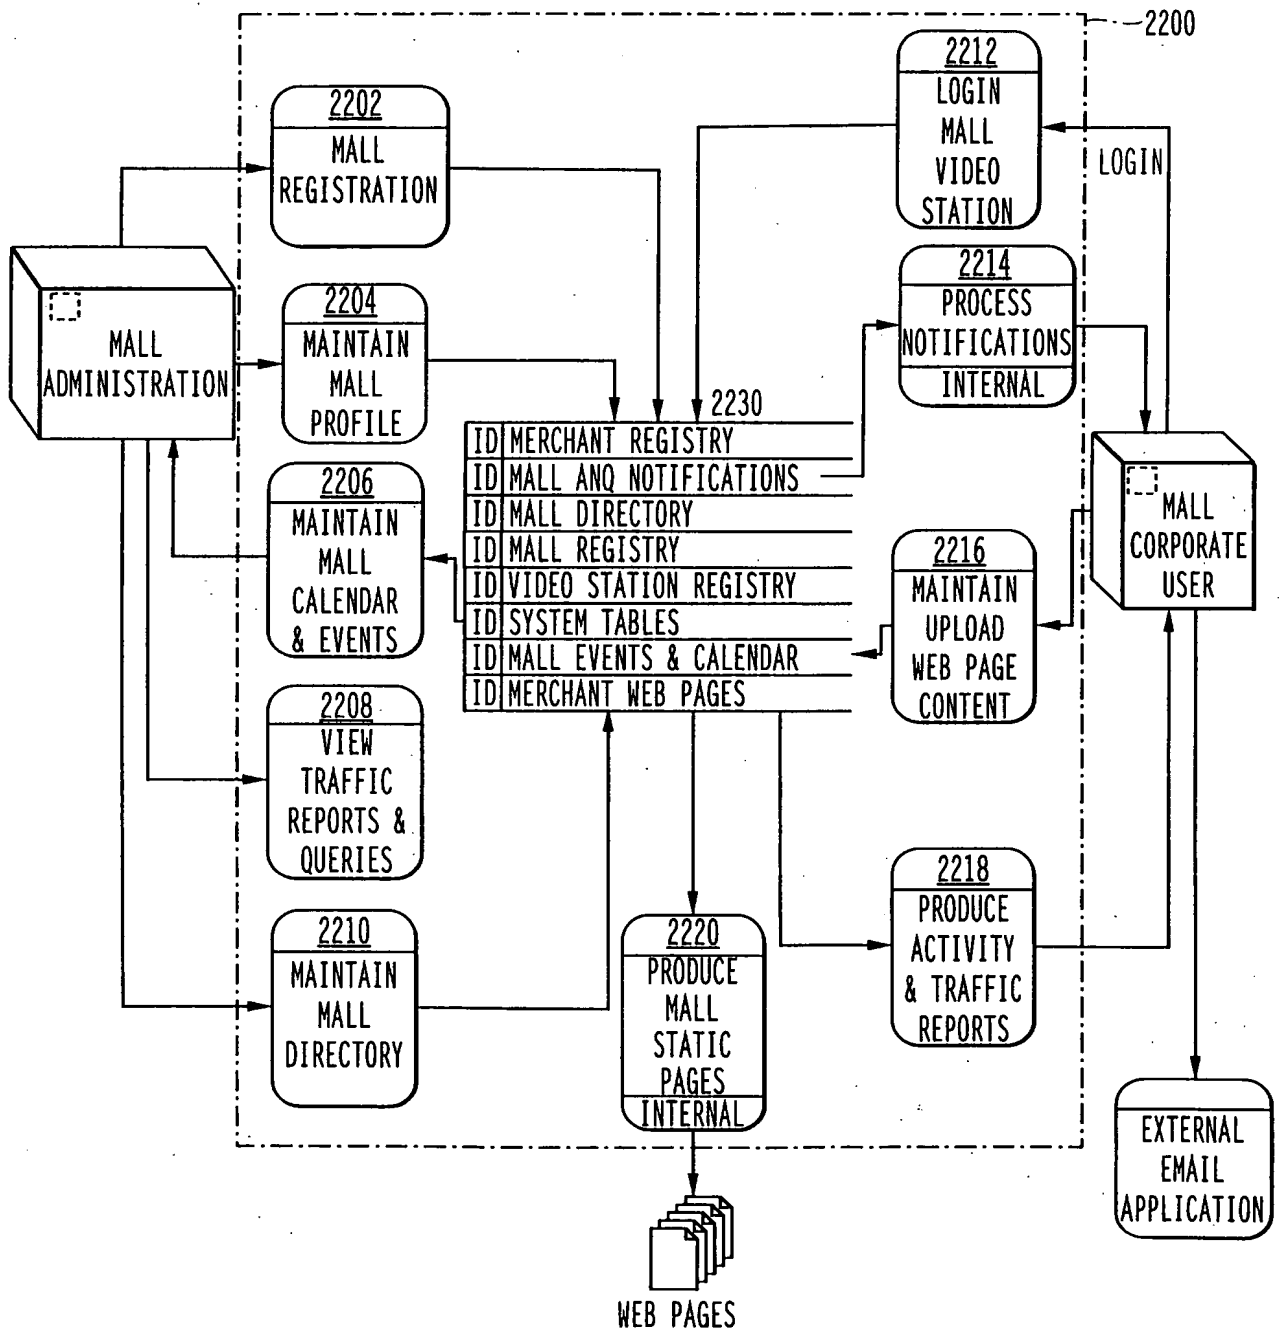 2200
2202
MALL
REGISTRATION
2212
LOGIN
MALL
VIDEO
STATION
LOGIN
MALL
ADMINISTRATION
2204
MAINTAIN
MALL
PROFILE
2214
PROCESS
NOTIFICATIONS
INTERNAL
2230
ID MERCHANT REGISTRY
ID MALL ANQ NOTIFICATIONS
ID MALL DIRECTORY
ID MALL REGISTRY
ID VIDEO STATION REGISTRY
ID SYSTEM TABLES
ID MALL EVENTS & CALENDAR
ID MERCHANT WEB PAGES
2206
MAINTAIN
MALL
CALENDAR
& EVENTS
MALL
CORPORATE
USER
2216
MAINTAIN
UPLOAD
WEB PAGE
CONTENT
2208
VIEW
TRAFFIC
REPORTS &
QUERIES
2218
PRODUCE
ACTIVITY
& TRAFFIC
REPORTS
2210
MAINTAIN
MALL
DIRECTORY
2220
PRODUCE
MALL
STATIC
PAGES
INTERNAL
EXTERNAL
EMAIL
APPLICATION
WEB PAGES